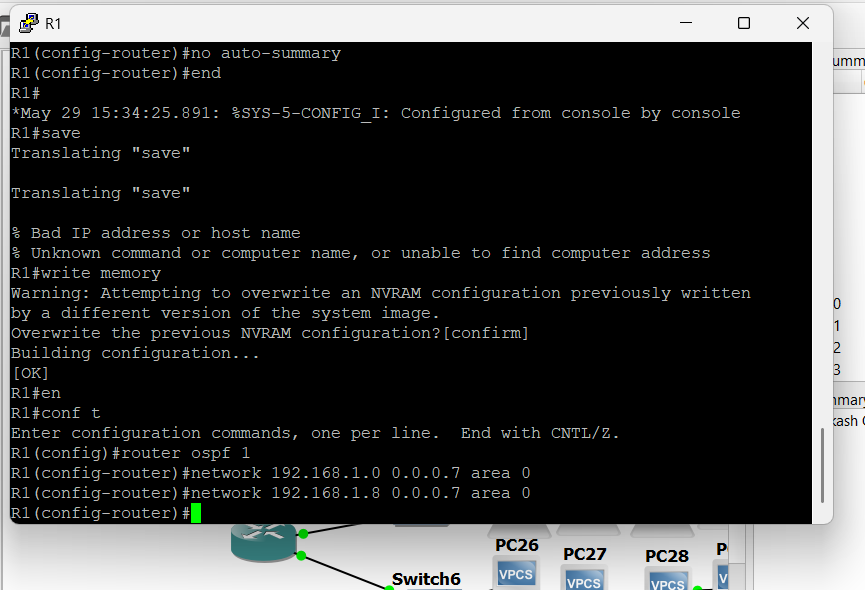 R1
R1(config-router)#no auto-summary
R1(config-router)#end
R1#
*May 29 15:34:25.891: %SYS-5-CONFIG_I: Configured from console by console
R1#save
Translating "save"
Translating "save"
% Bad IP address or host name
% Unknown command or computer name, or unable to find computer address
R1#write memory
Warning: Attempting to overwrite an NVRAM configuration previously written
by a different version of the system image.
Overwrite the previous NVRAM configuration?[confirm]
Building configuration...
[OK]
R1#en
R1#conf t
Enter configuration commands, one per line.  End with CNTL/Z.
R1(config)#router ospf 1
R1(config-router)#network 192.168.1.0 0.0.0.7 area 0
R1(config-router)#network 192.168.1.8 0.0.0.7 area 0
R1(config-router)#
0
1
2
3
PC26
PC27
PC28
Switch6
VPCS
VPCS
VPCS